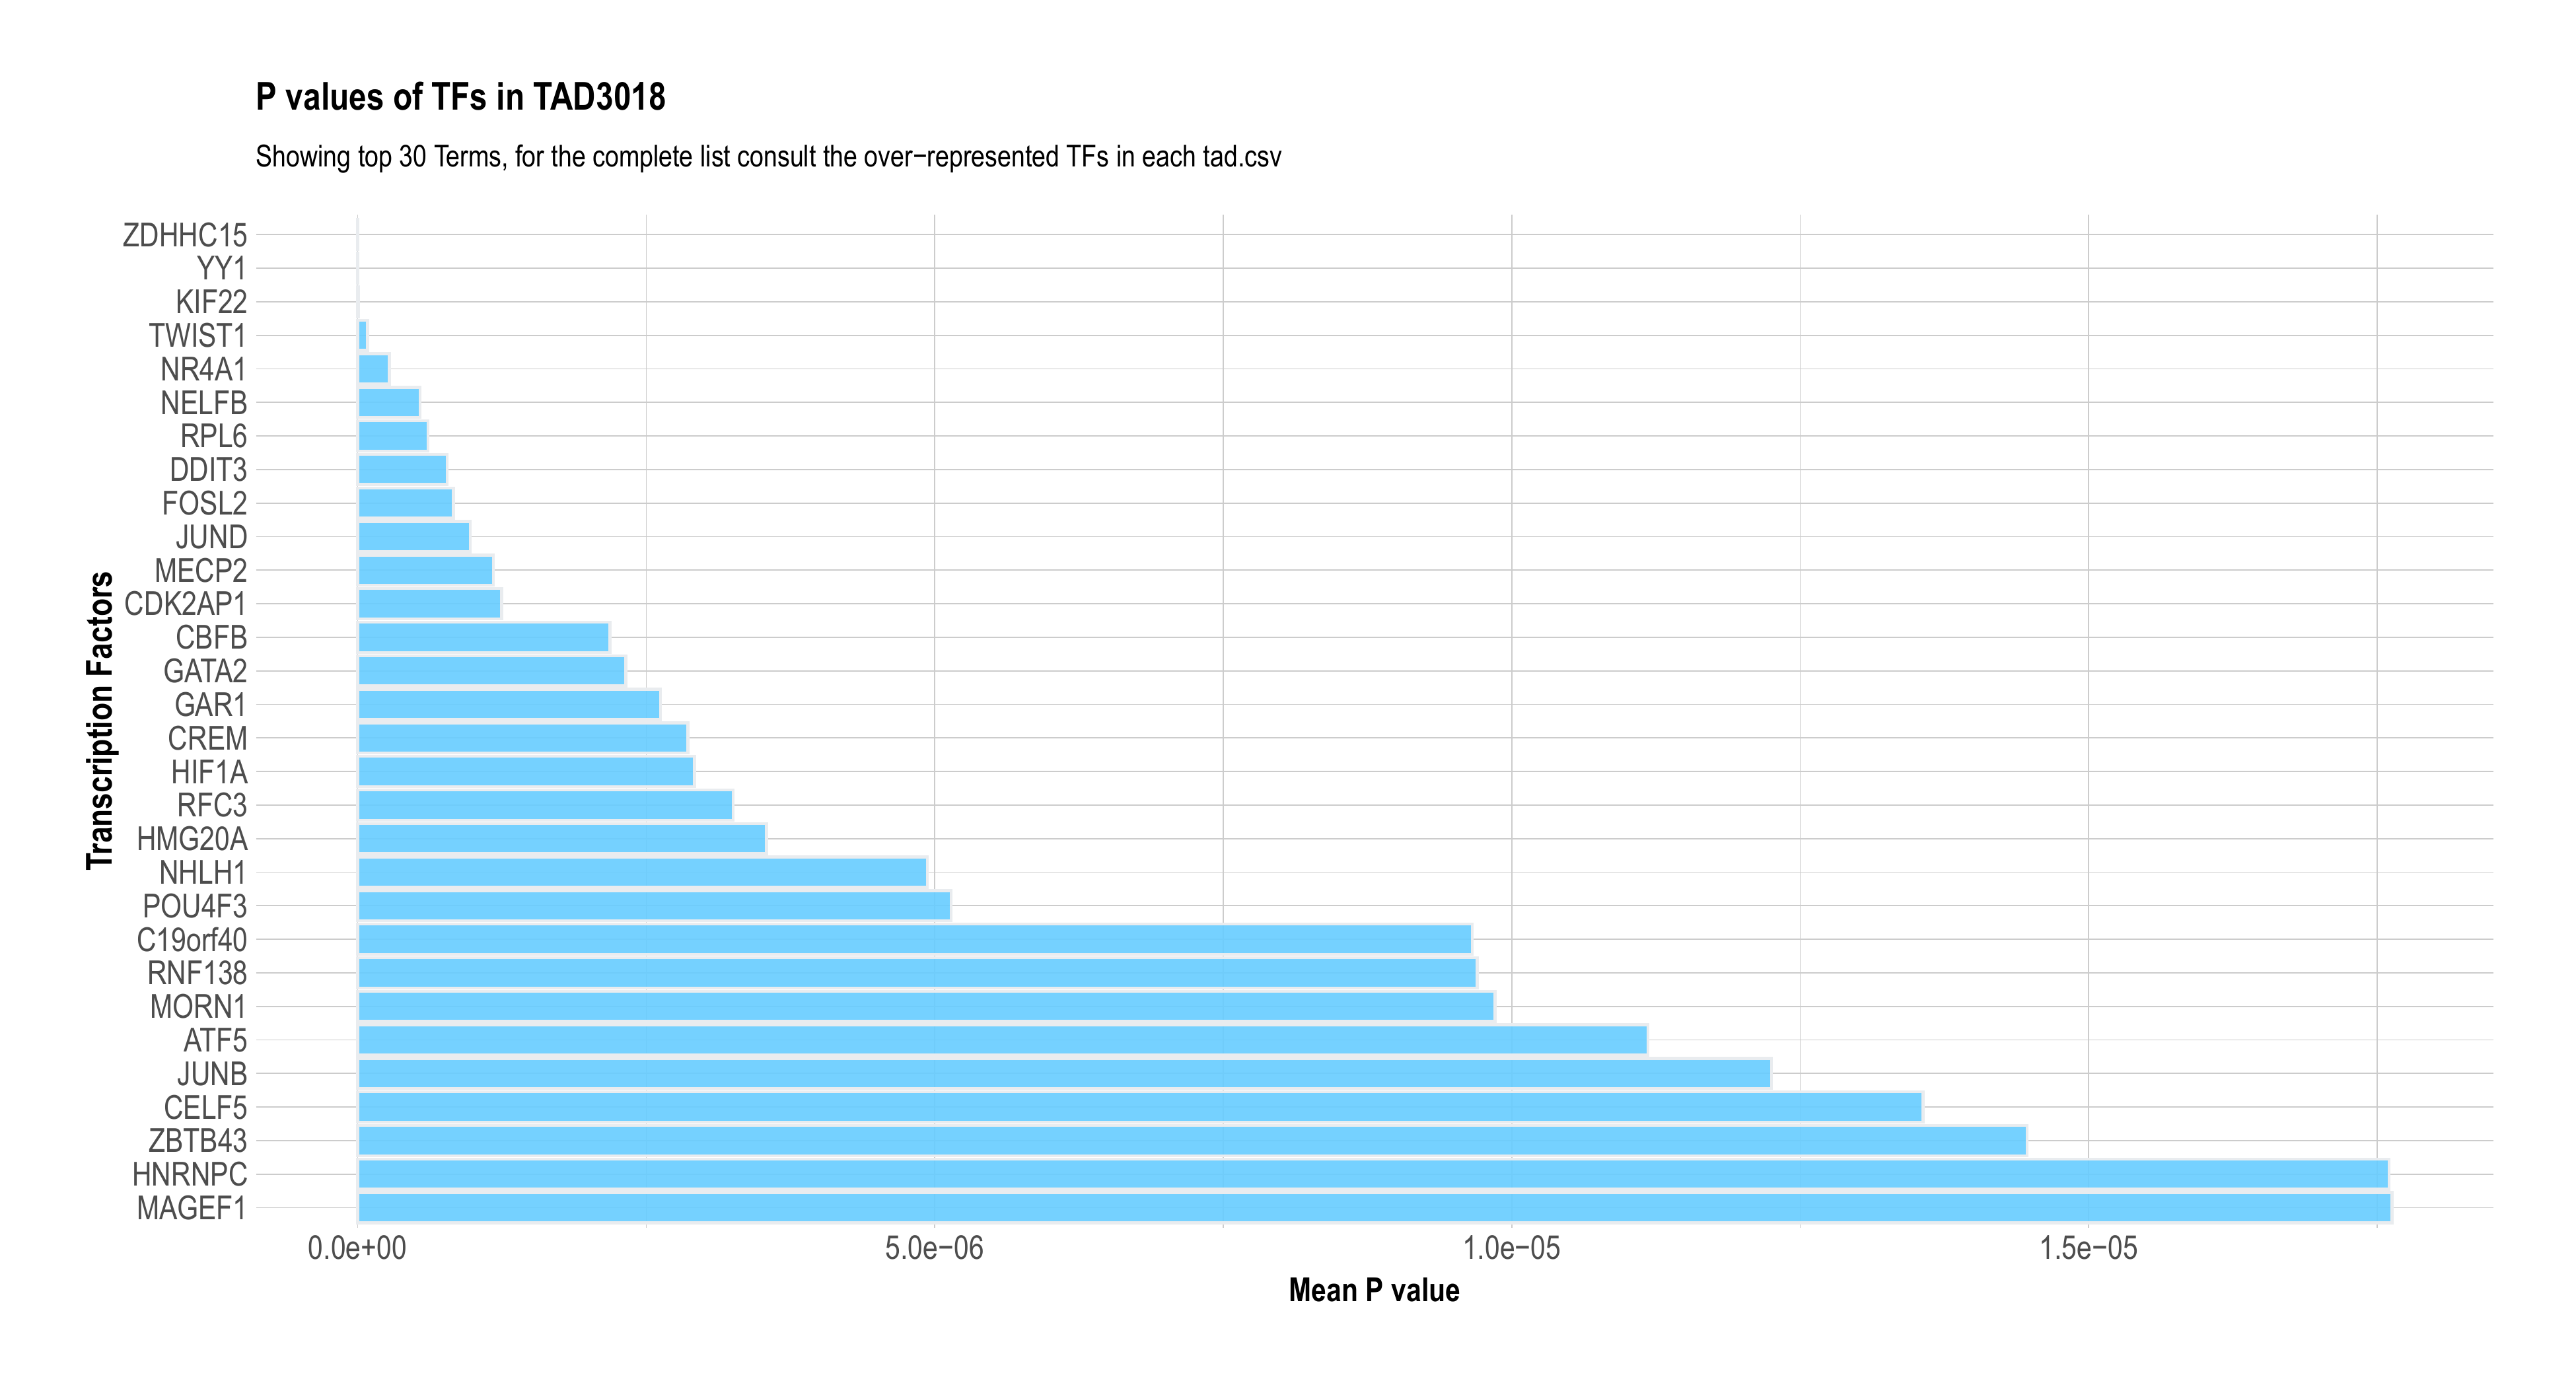 P values of TFs in TAD3018
Showing top 30 Terms, for the complete list consult the over−represented TFs in each tad.csv
Transcription Factors
ZDHHC15
YY1
KIF22
TWIST1
NR4A1
NELFB
RPL6
DDIT3
FOSL2
JUND
MECP2
CDK2AP1
CBFB
GATA2
GAR1
CREM
HIF1A
RFC3
HMG20A
NHLH1
POU4F3
C19orf40
RNF138
MORN1
ATF5
JUNB
CELF5
ZBTB43
HNRNPC
MAGEF1
0.0e+00 5.0e−06 1.0e−05 1.5e−05
Mean P value